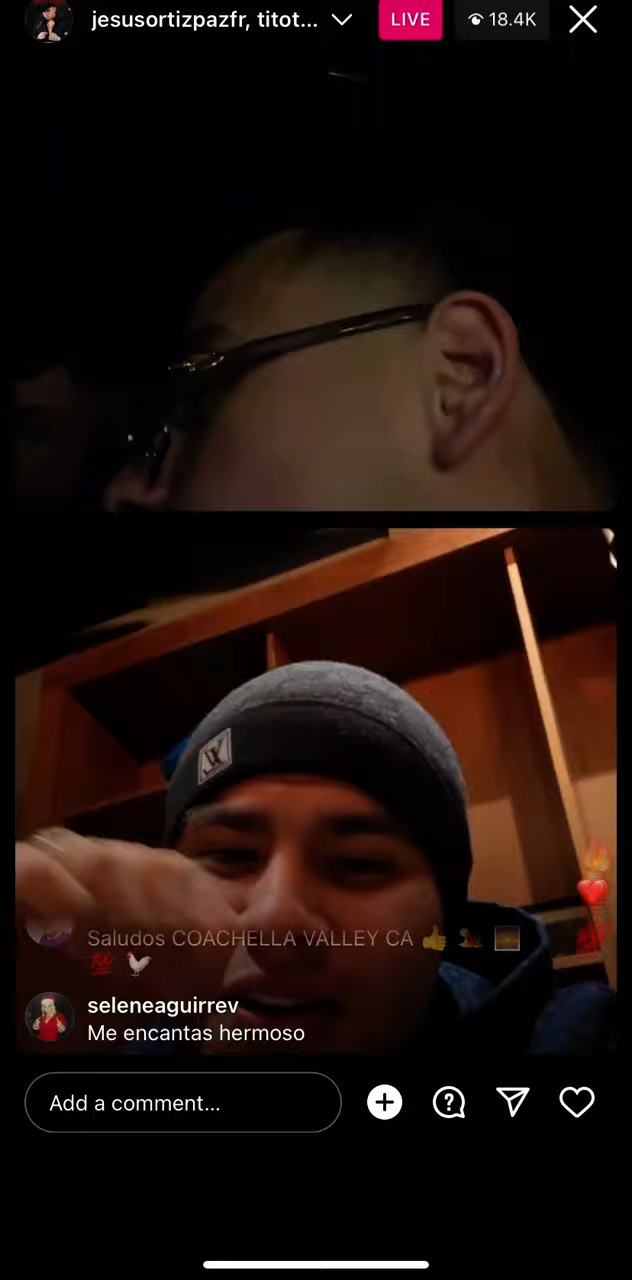 jesusortizpazfr, titot...
LIVE
18.4K
Saludos COACHELLA VALLEY CA 👍 🐪 🌅
💯 🐓
seleneaguirrev
Me encantas hermoso
Add a comment...